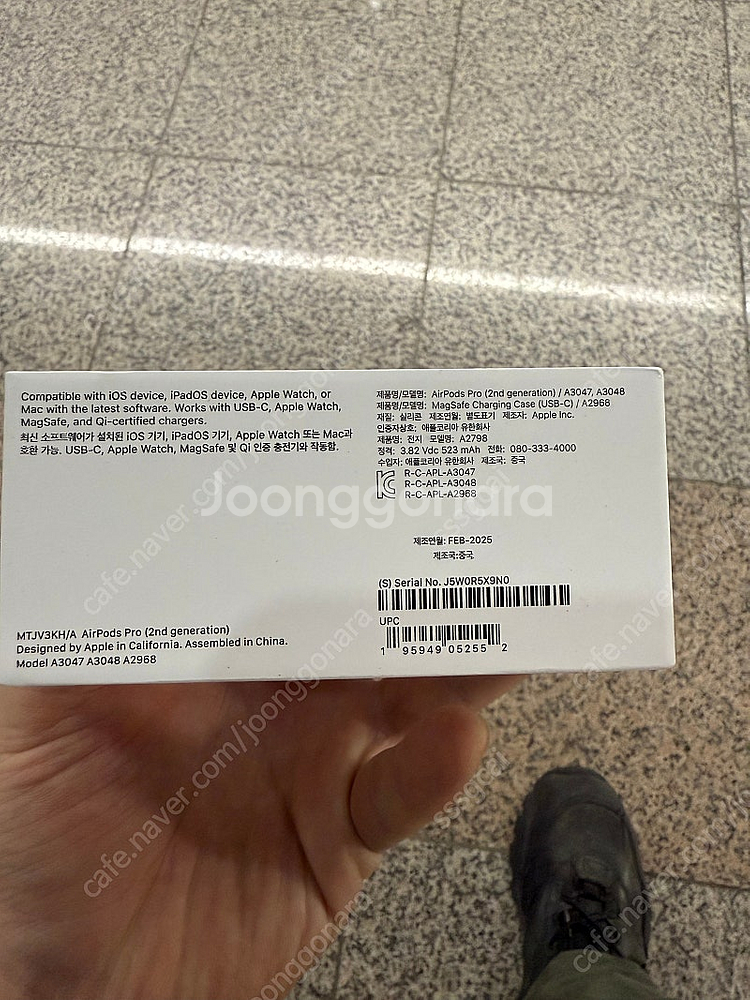 Compatible with iOS device, iPadOS device, Apple Watch, or
Mac with the latest software. Works with USB-C, Apple Watch,
MagSafe, and Qi-certified chargers.
최신 소프트웨어가 설치된 iOS 기기, iPadOS 기기, Apple Watch 또는 Mac과
호환 가능. USB-C, Apple Watch, MagSafe 및 Qi 인증 충전기와 작동함.
MTJV3KH/A AirPods Pro (2nd generation)
Designed by Apple in California. Assembled in China.
Model A3047 A3048 A2968
제품명/모델명: AirPods Pro (2nd generation) / A3047, A3048
제품명/모델명: MagSafe Charging Case (USB-C) / A2968
재질: 실리콘 제조연월: 별도표기 제조자: Apple Inc.
인증자상호: 애플코리아 유한회사
제품명: 전지 모델명: A2798
정격: 3.82 Vdc 523 mAh 전화: 080-333-4000
수입자: 애플코리아 유한회사 제조국: 중국
R-C-APL-A3047
R-C-APL-A3048
R-C-APL-A2968
제조연월: FEB-2025
제조국:중국
(S) Serial No. J5W0R5X9N0
UPC
1 95949 05255 2
Joonggonara
cafe.naver.com/joonggonara